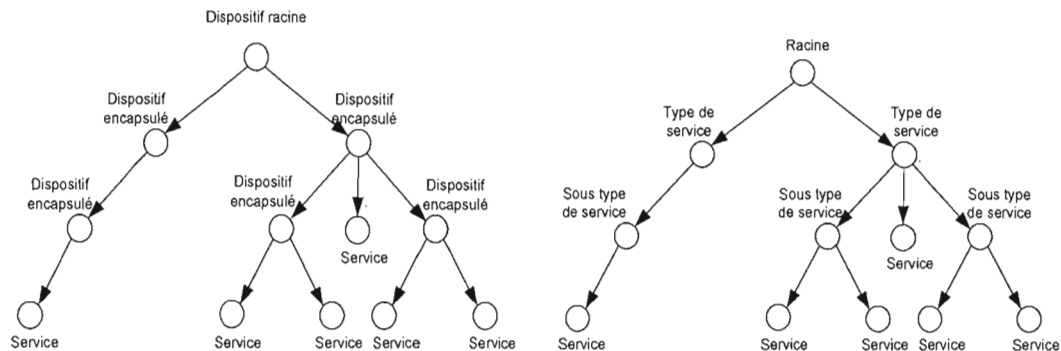 Dispositif racine
Dispositif
encapsulé
Dispositif
encapsulé
Dispositif
encapsulé
Dispositif
encapsulé
Dispositif
encapsulé
Service
Service
Service
Service
Service
Service
Racine
Type de
service
Type de
service
Sous type
de service
Sous type
de service
Sous type
de service
Service
Service
Service
Service
Service
Service